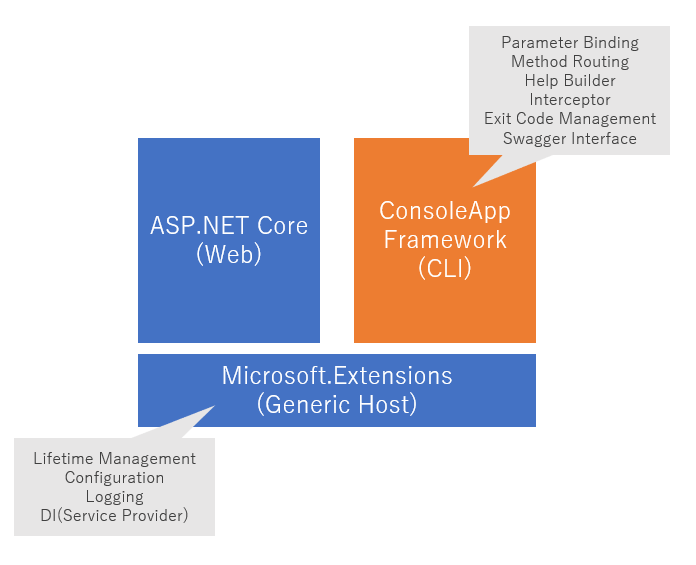 Parameter Binding
Method Routing
Help Builder
Interceptor
Exit Code Management
Swagger Interface
ASP.NET Core
(Web)
ConsoleApp
Framework
(CLI)
Microsoft.Extensions
(Generic Host)
Lifetime Management
Configuration
Logging
DI(Service Provider)